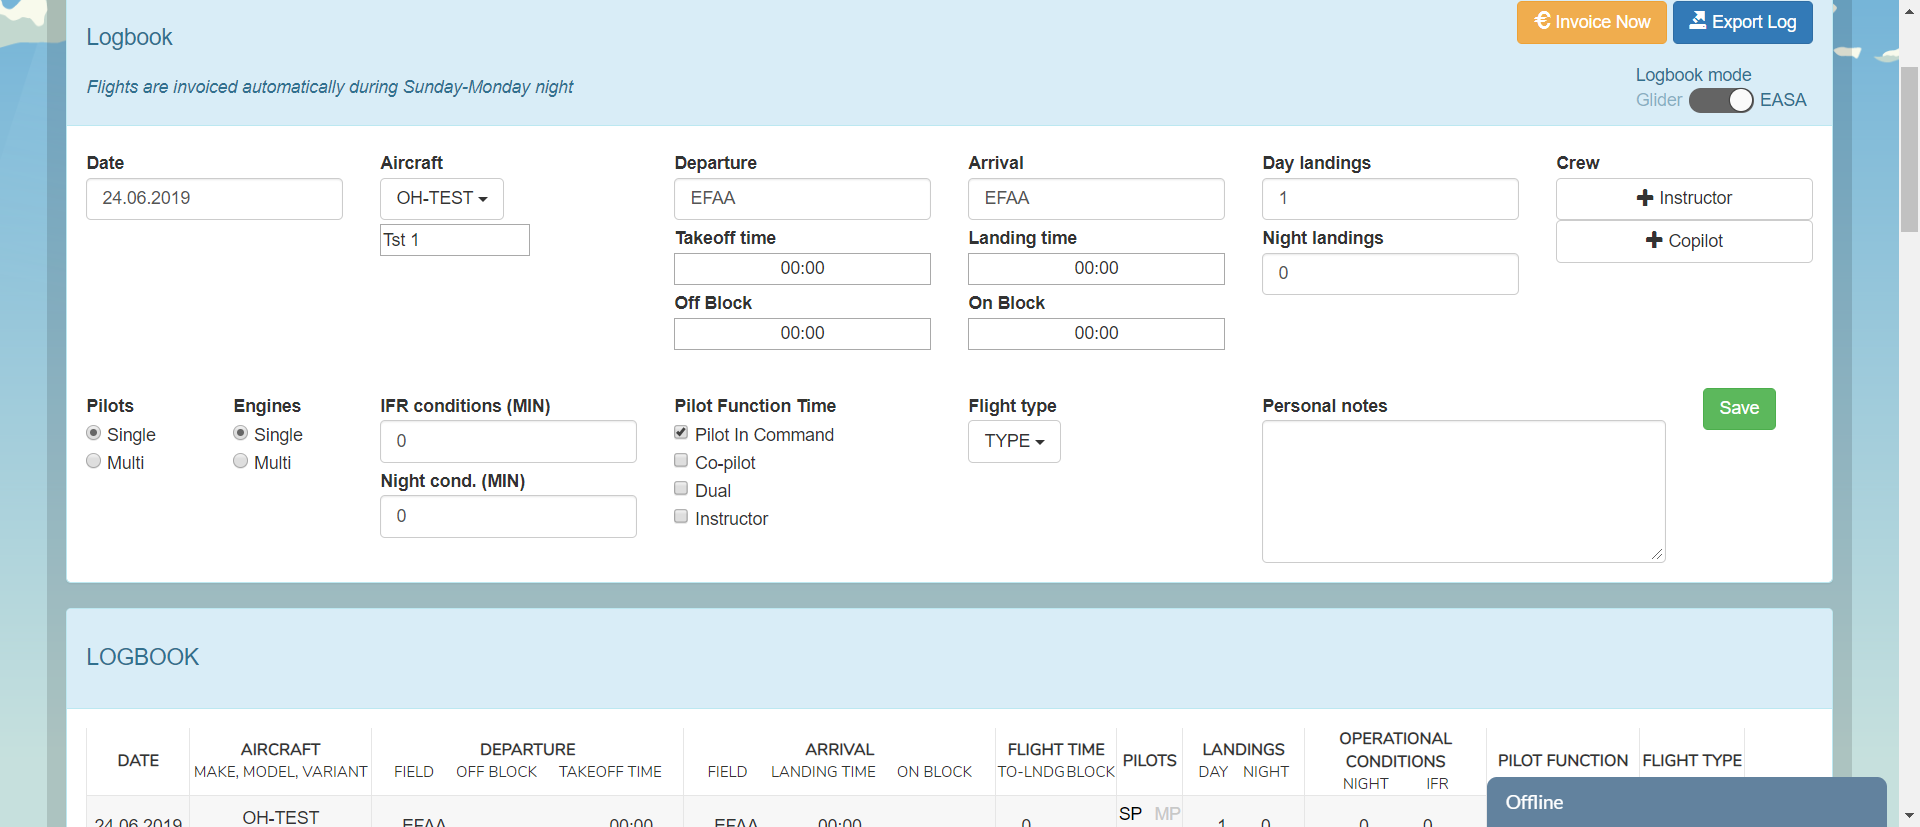 Logbook
Invoice Now
Export Log
Flights are invoiced automatically during Sunday-Monday night
Logbook mode
Glider EASA
Date Aircraft Departure Arrival Day landings Crew
24.06.2019 OH-TEST EFAA EFAA 1 Instructor
Tst 1 Takeoff time Landing time Night landings Copilot
00:00 00:00 0
Off Block On Block
00:00 00:00
Pilots Engines IFR conditions (MIN) Pilot Function Time Flight type Personal notes Save
Single Single 0 Pilot In Command TYPE
Multi Multi Co-pilot
Night cond. (MIN) Dual
0 Instructor
LOGBOOK
DATE AIRCRAFT DEPARTURE ARRIVAL FLIGHT TIME PILOTS LANDINGS OPERATIONAL CONDITIONS PILOT FUNCTION FLIGHT TYPE
MAKE, MODEL, VARIANT FIELD OFF BLOCK TAKEOFF TIME FIELD LANDING TIME ON BLOCK TO-LNDG BLOCK DAY NIGHT NIGHT IFR
24.06.2019 OH-TEST EFAA 00:00 EFAA 00:00 0 SP MP 1 0 0 0
Offline